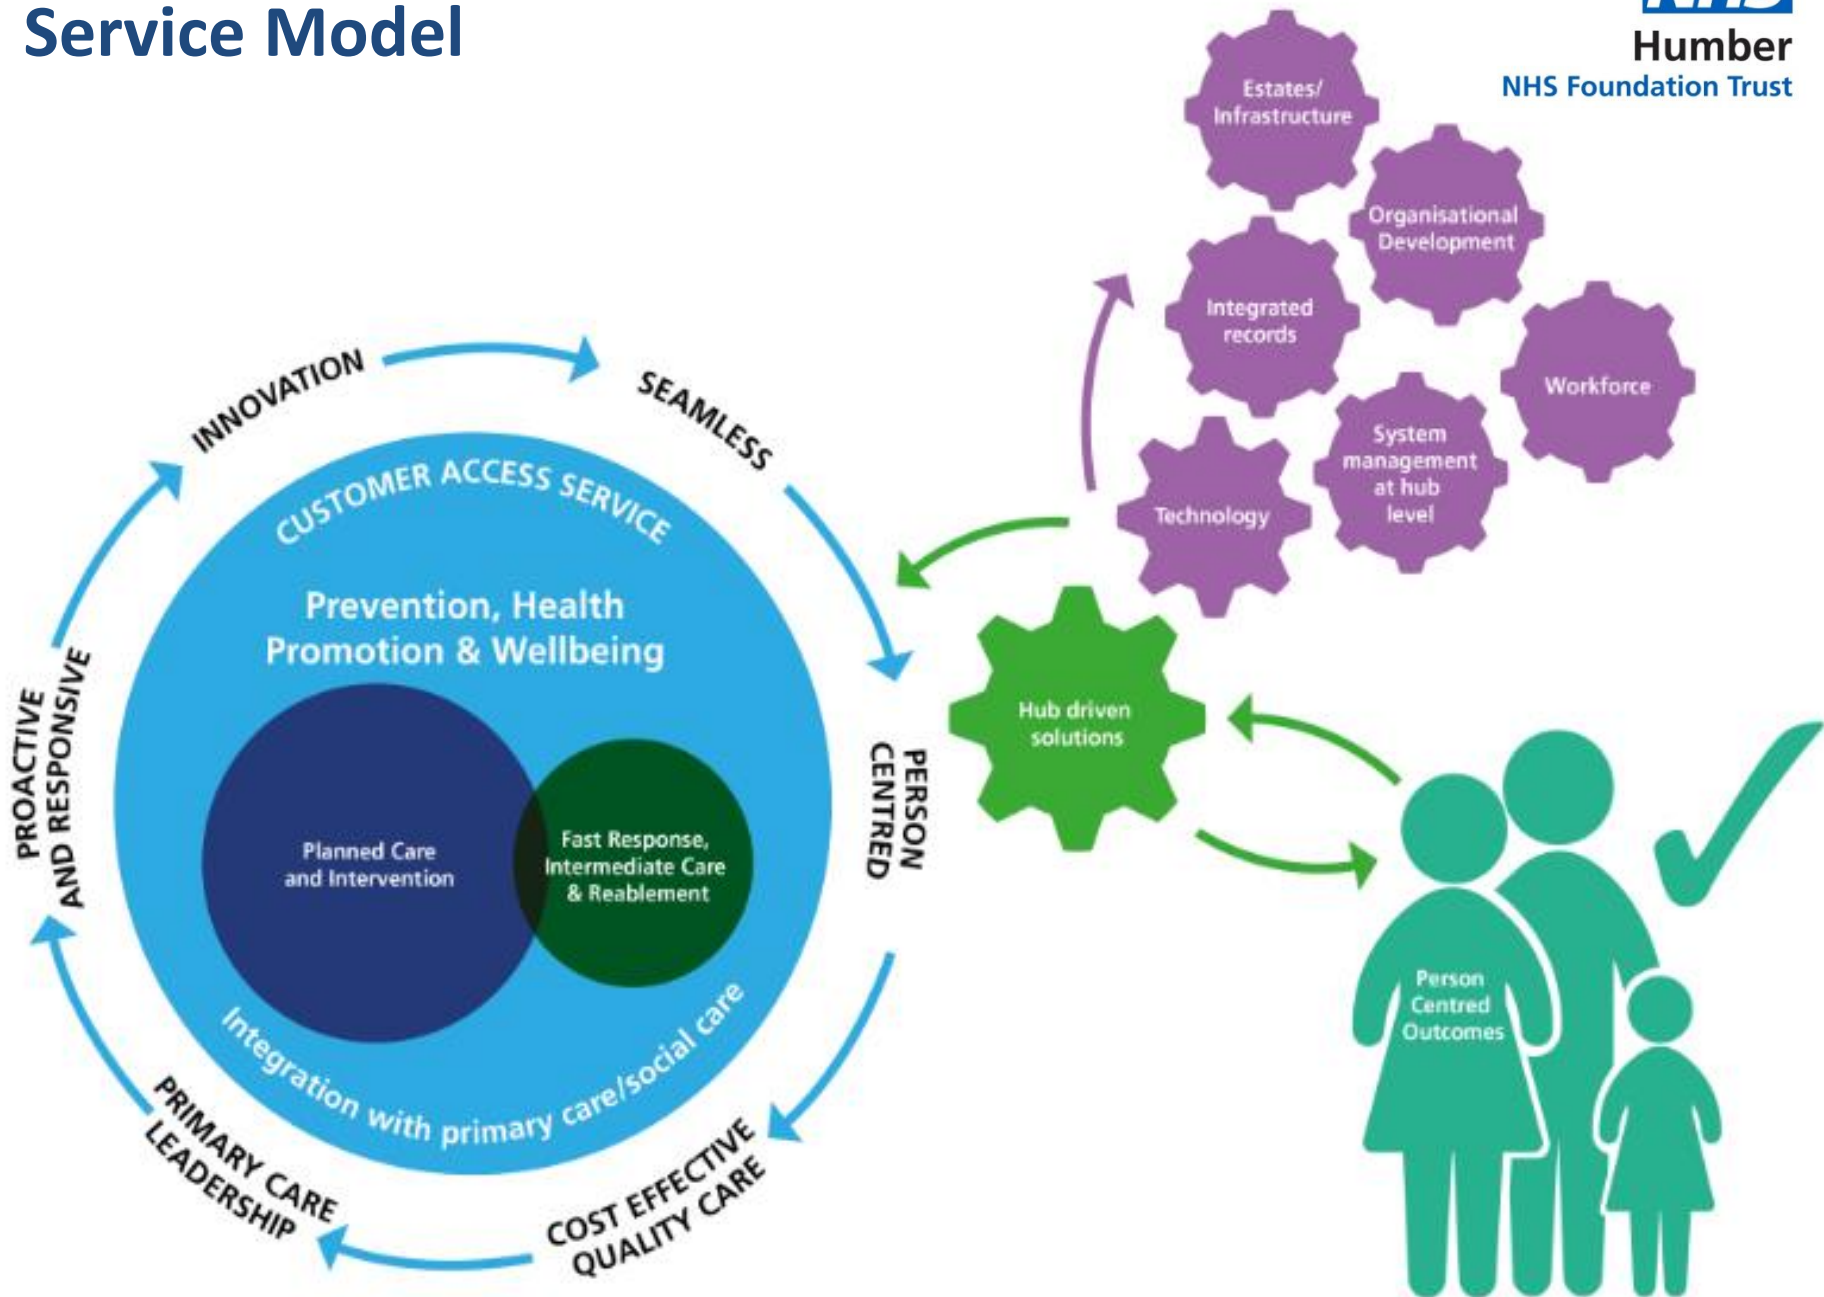 Service Model
NHS
Humber
NHS Foundation Trust
Estates/
Infrastructure
Organisational
Development
Integrated
records
Workforce
System
management
at hub
level
Technology
Hub driven
solutions
Person
Centred
Outcomes
INNOVATION
SEAMLESS
PERSON
CENTRED
COST EFFECTIVE
QUALITY CARE
PRIMARY CARE
LEADERSHIP
PROACTIVE
AND RESPONSIVE
CUSTOMER ACCESS SERVICE
Prevention, Health
Promotion & Wellbeing
Planned Care
and Intervention
Fast Response,
Intermediate Care
& Reablement
Integration with primary care/social care